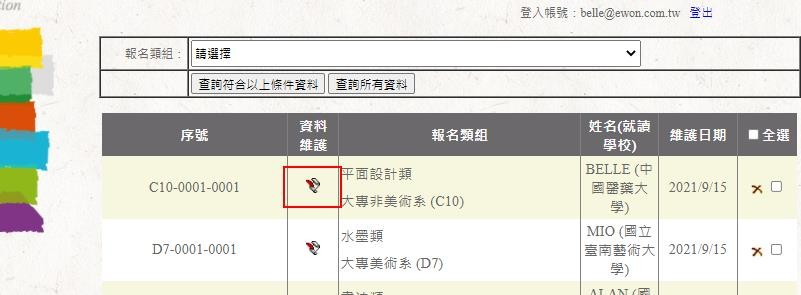 tion
登入帳號：belle@ewon.com.tw 登出
報名類組： 請選擇
查詢符合以上條件資料 查詢所有資料
序號 資料維護 報名類組 姓名(就讀學校) 維護日期 全選
C10-0001-0001 平面設計類 BELLE (中國醫藥大學) 2021/9/15
大專非美術系 (C10)
D7-0001-0001 水墨類 MIO (國立臺南藝術大學) 2021/9/15
大專美術系 (D7)
書法類 ALAN (國